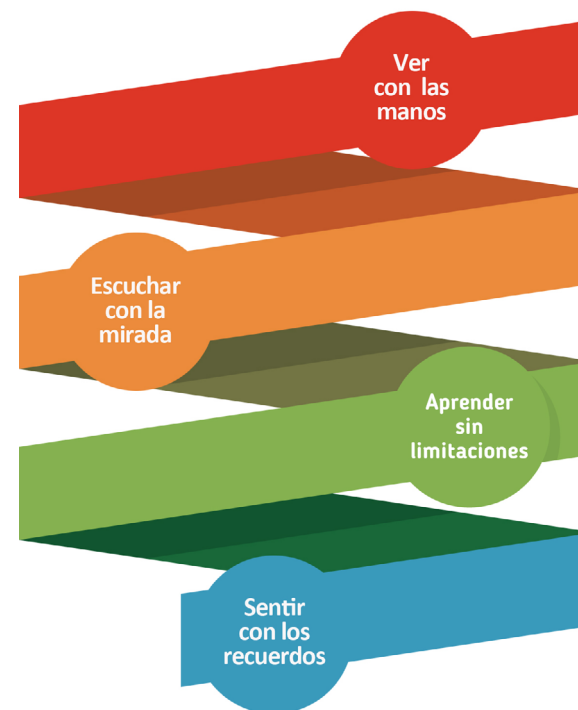 Ver
con las
manos
Escuchar
con la
mirada
Aprender
sin
limitaciones
Sentir
con los
recuerdos